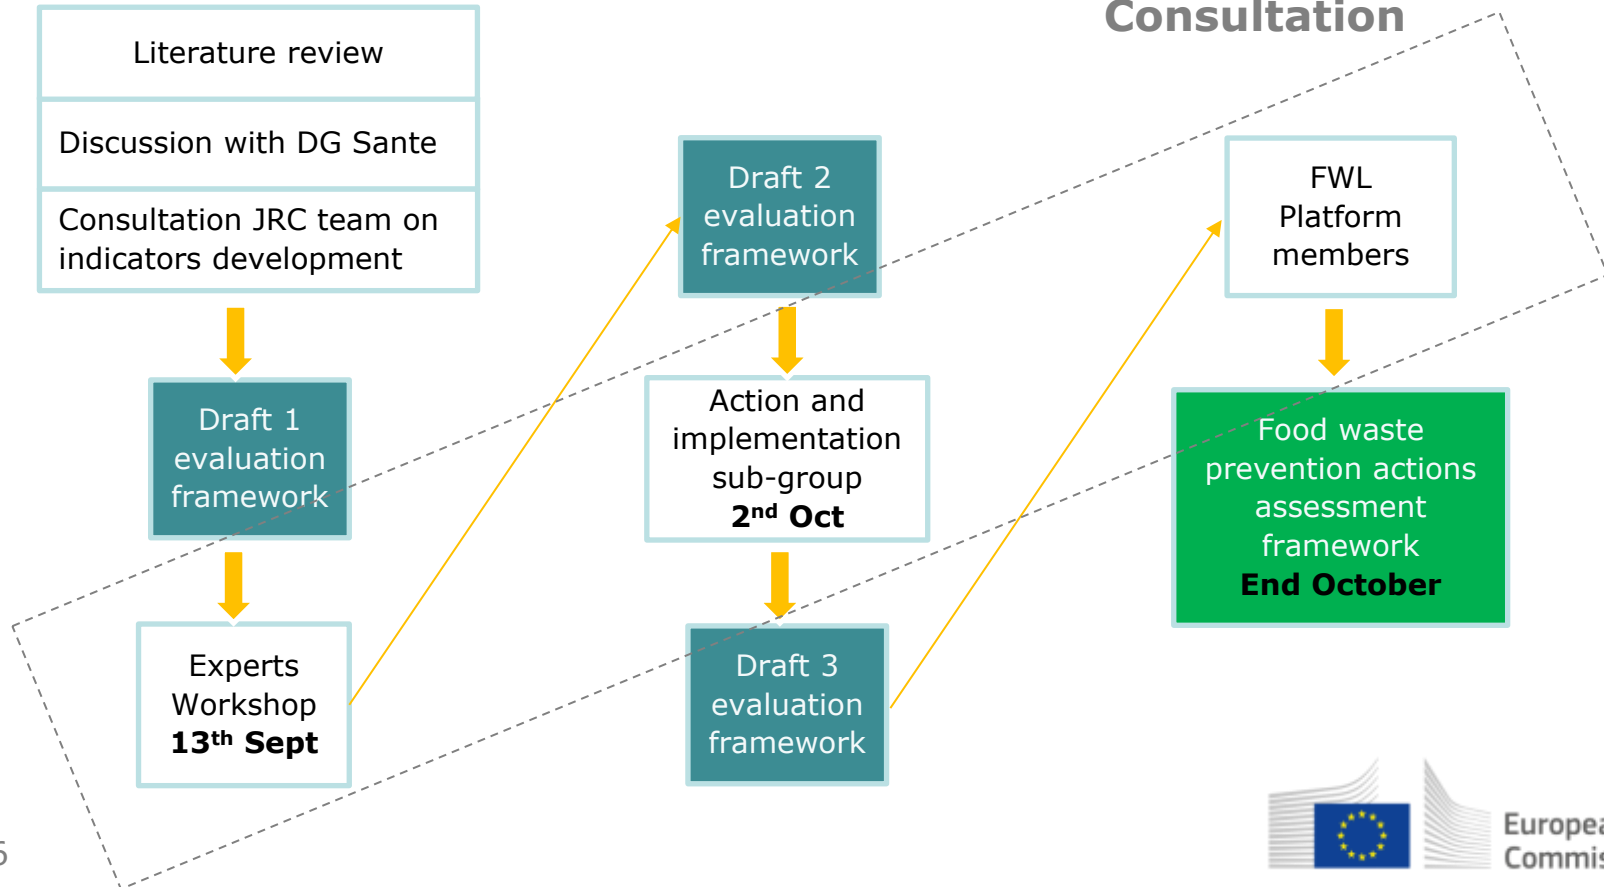 Consultation
Literature review
Discussion with DG Sante
Consultation JRC team on
indicators development
Draft 1
evaluation
framework
Experts
Workshop
13th Sept
Draft 2
evaluation
framework
Action and
implementation
sub-group
2nd Oct
Draft 3
evaluation
framework
FWL
Platform
members
Food waste
prevention actions
assessment
framework
End October
Europea
Commis